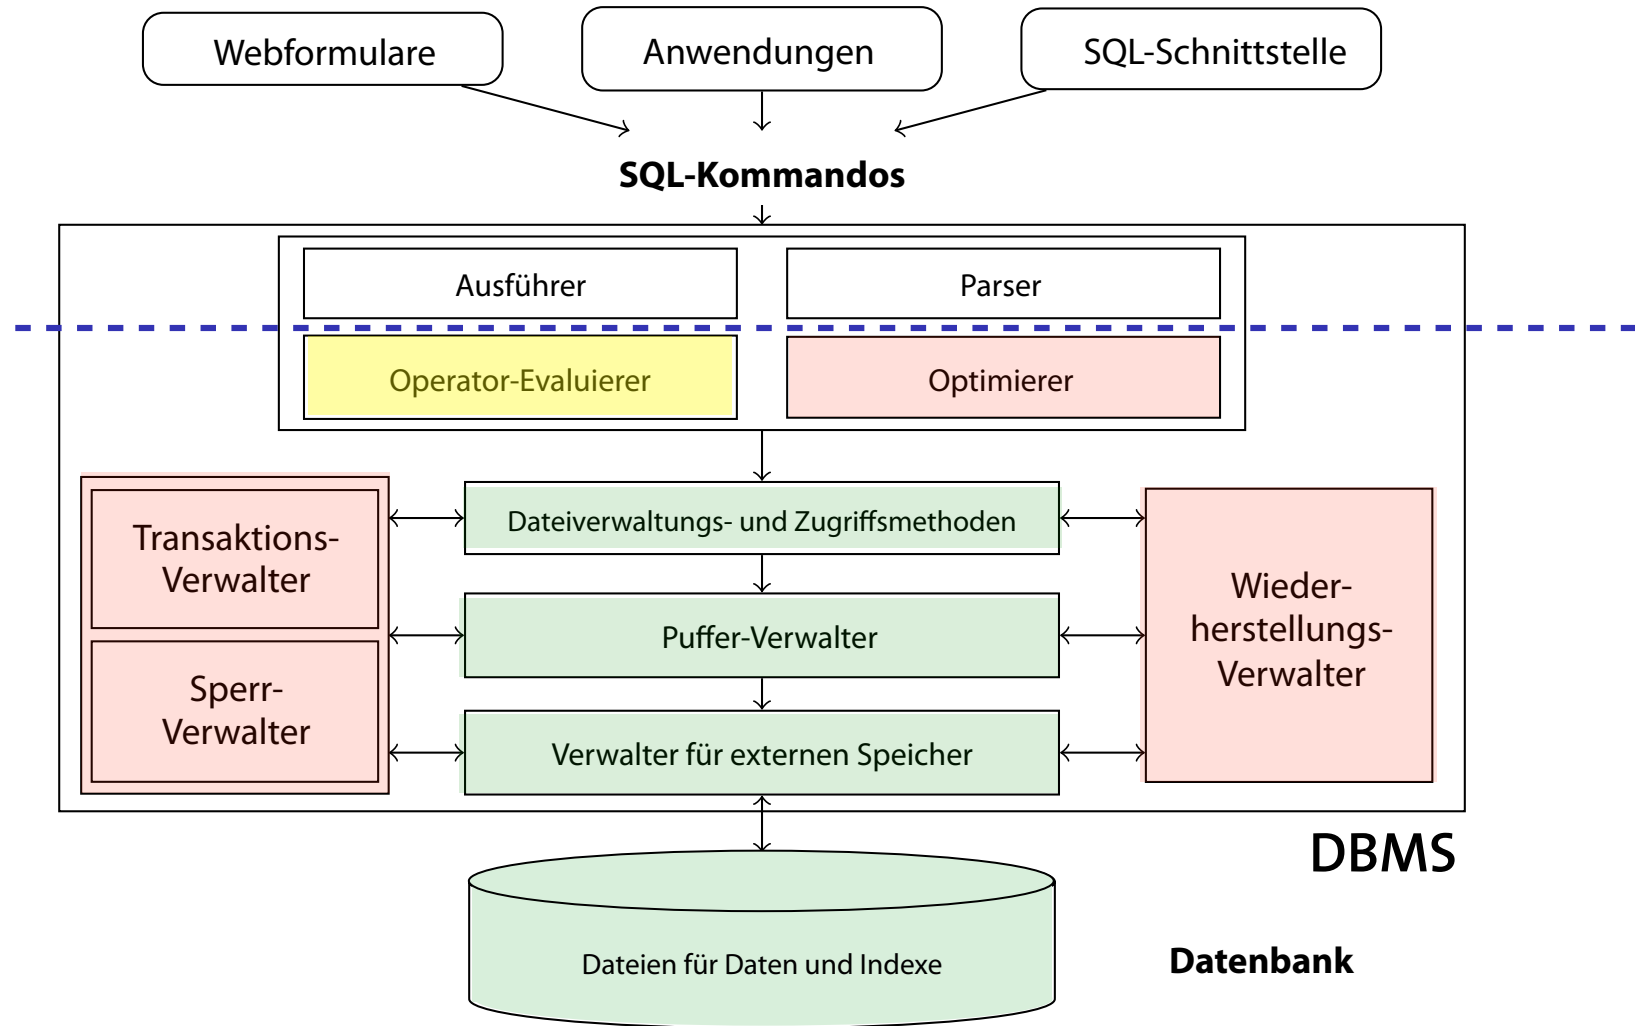 Webformulare
Anwendungen
SQL-Schnittstelle
SQL-Kommandos
Ausführer
Parser
Operator-Evaluierer
Optimierer
Dateiverwaltungs- und Zugriffsmethoden
Transaktions-
Verwalter
Wieder-
herstellungs-
Verwalter
Puffer-Verwalter
Sperr-
Verwalter
Verwalter für externen Speicher
DBMS
Dateien für Daten und Indexe
Datenbank